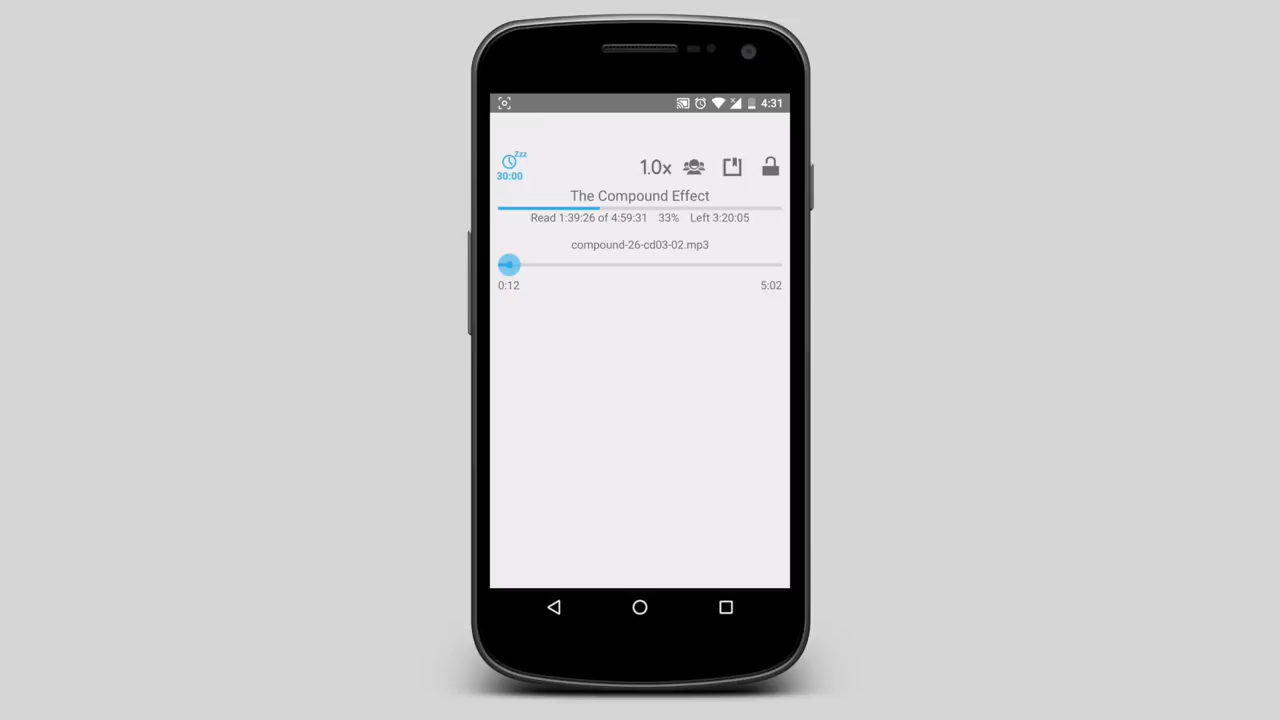 4:31
Zzz
30:00
1.0x
The Compound Effect
Read 1:39:26 of 4:59:31 33% Left 3:20:05
compound-26-cd03-02.mp3
0:12 5:02